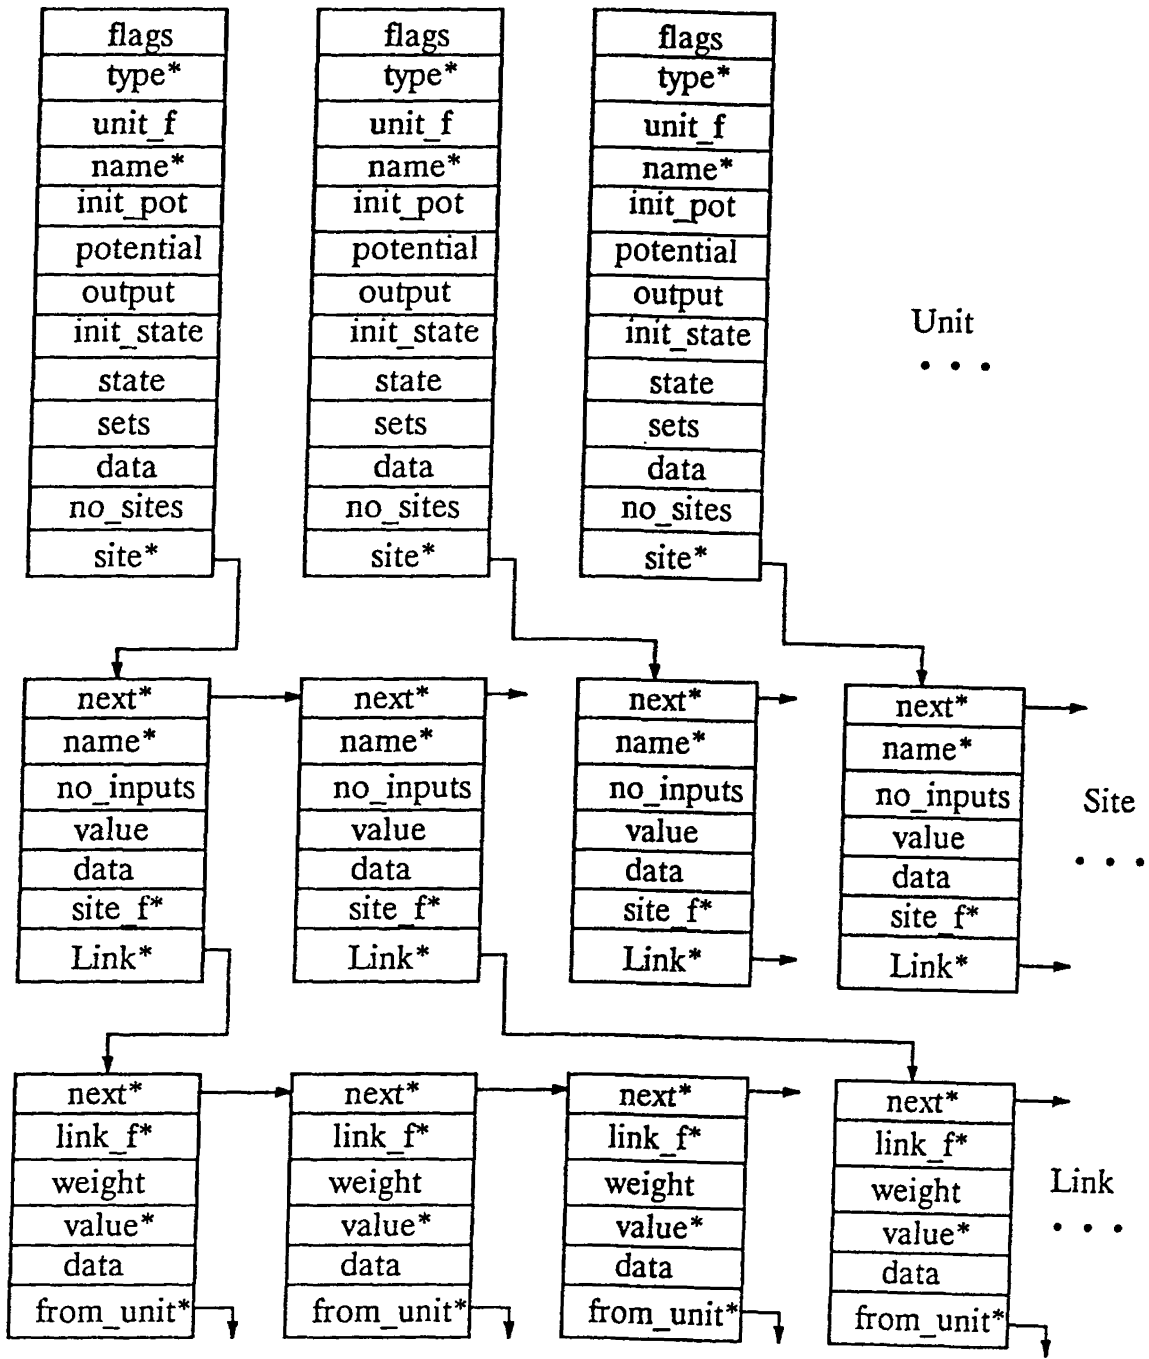 flags
type*
unit_f
name*
init_pot
potential
output
init_state
state
sets
data
no_sites
site*
flags
type*
unit_f
name*
init_pot
potential
output
init_state
state
sets
data
no_sites
site*
flags
type*
unit_f
name*
init_pot
potential
output
init_state
state
sets
data
no_sites
site*
Unit
• • •
next*
name*
no_inputs
value
data
site_f*
Link*
next*
name*
no_inputs
value
data
site_f*
Link*
next*
name*
no_inputs
value
data
site_f*
Link*
next*
name*
no_inputs
value
data
site_f*
Link*
Site
• • •
next*
link_f*
weight
value*
data
from_unit*
next*
link_f*
weight
value*
data
from_unit*
next*
link_f*
weight
value*
data
from_unit*
next*
link_f*
weight
value*
data
from_unit*
Link
• • •